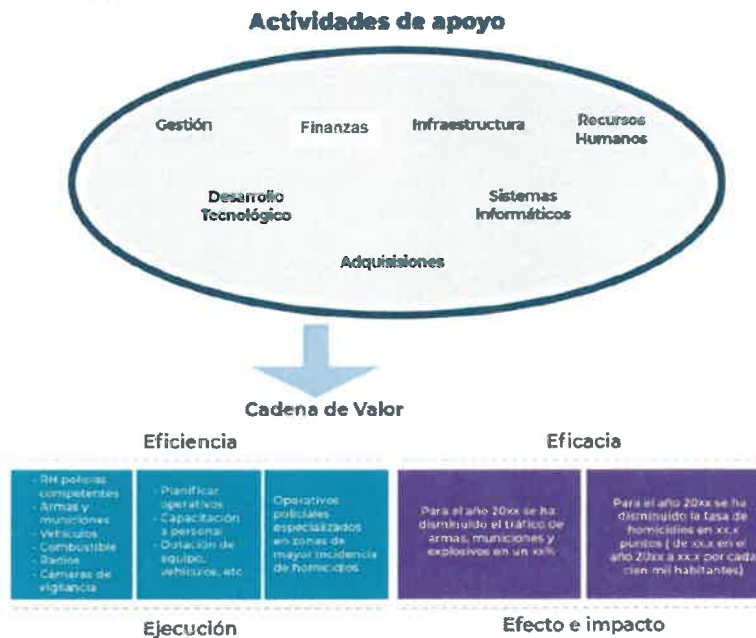 Actividades de apoyo
Gestión
Finanzas
Infraestructura
Recursos
Humanos
Desarrollo
Tecnológico
Sistemas
Informáticos
Adquisisiones
Cadena de Valor
Eficiencia
Eficacia
- RH policías
competentes
- Armas y
municiones
- Vehículos
- Combustible
- Radios
- Cámaras de
vigilancia
- Planificar
operativos
- Capacitación
a personal
- Dotación de
equipo,
vehículos, etc
Operativos
policiales
especializados
en zonas de
mayor incidencia
de homicidios
Para el año 20xx se ha
disminuido el tráfico de
armas, municiones y
explosivos en un xx%
Para el año 20xx se ha
disminuido la tasa de
homicidios en xx.x
puntos ( de xx.x en el
año 20xx a xx.x por cada
cien mil habitantes)
Ejecución
Efecto e impacto